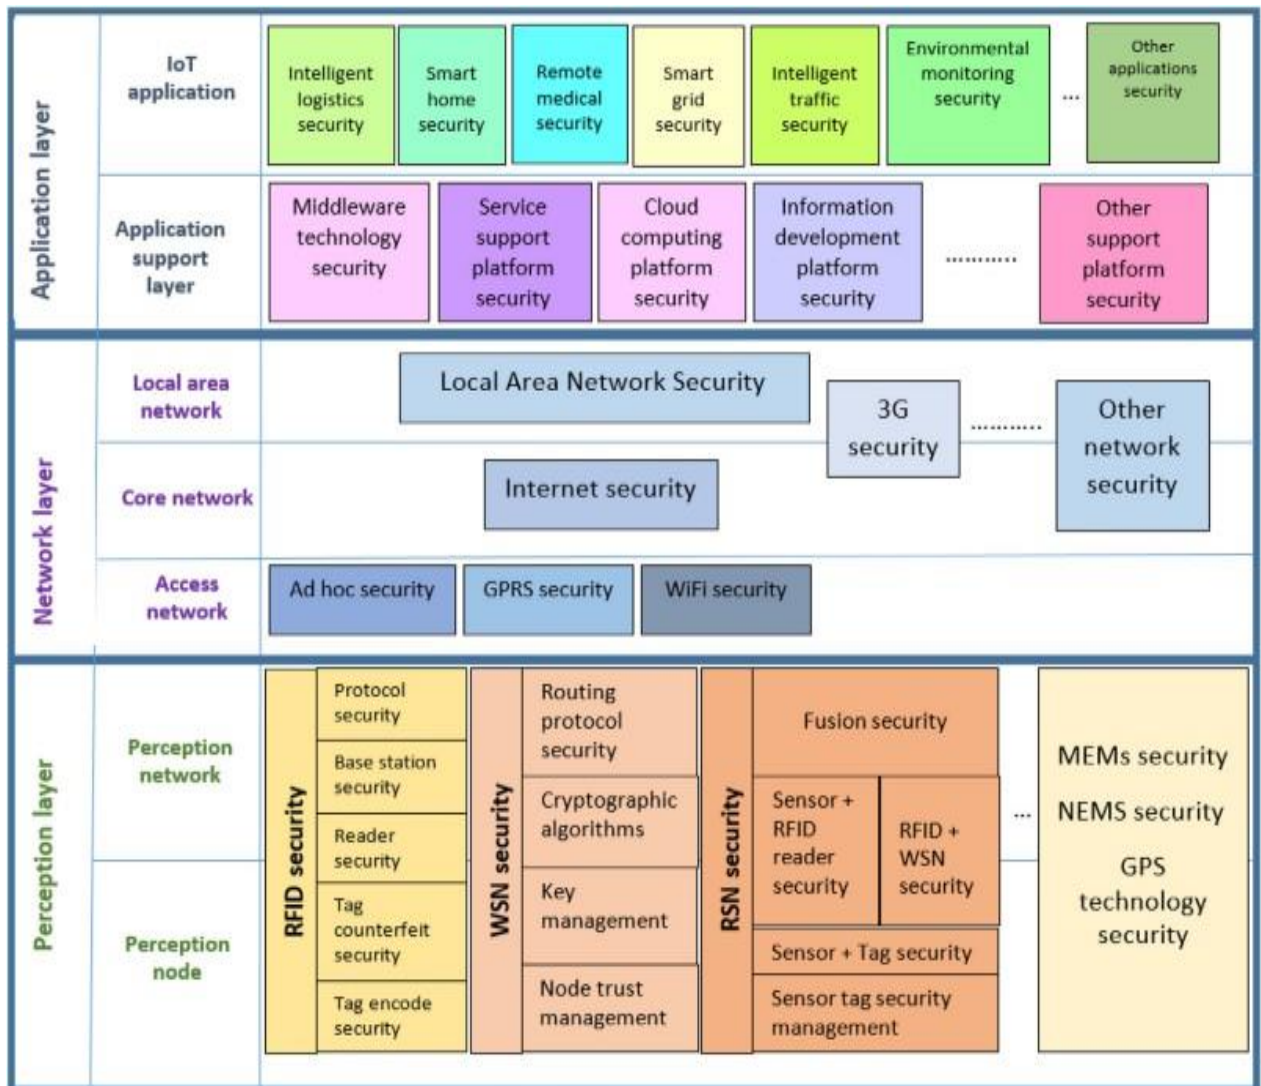 Application layer
IoT
application
Intelligent
logistics
security
Smart
home
security
Remote
medical
security
Smart
grid
security
Intelligent
traffic
security
Environmental
monitoring
security
...
Other
applications
security
Application
support
layer
Middleware
technology
security
Service
support
platform
security
Cloud
computing
platform
security
Information
development
platform
security
...........
Other
support
platform
security
Network layer
Local area
network
Local Area Network Security
3G
security
...........
Other
network
security
Core network
Internet security
Access
network
Ad hoc security
GPRS security
WiFi security
Perception layer
Perception
network
Perception
node
RFID security
Protocol
security
Base station
security
Reader
security
Tag
counterfeit
security
Tag encode
security
WSN security
Routing
protocol
security
Cryptographic
algorithms
Key
management
Node trust
management
RSN security
Fusion security
Sensor +
RFID
reader
security
RFID +
WSN
security
Sensor + Tag security
Sensor tag security
management
...
MEMs security
NEMS security
GPS
technology
security